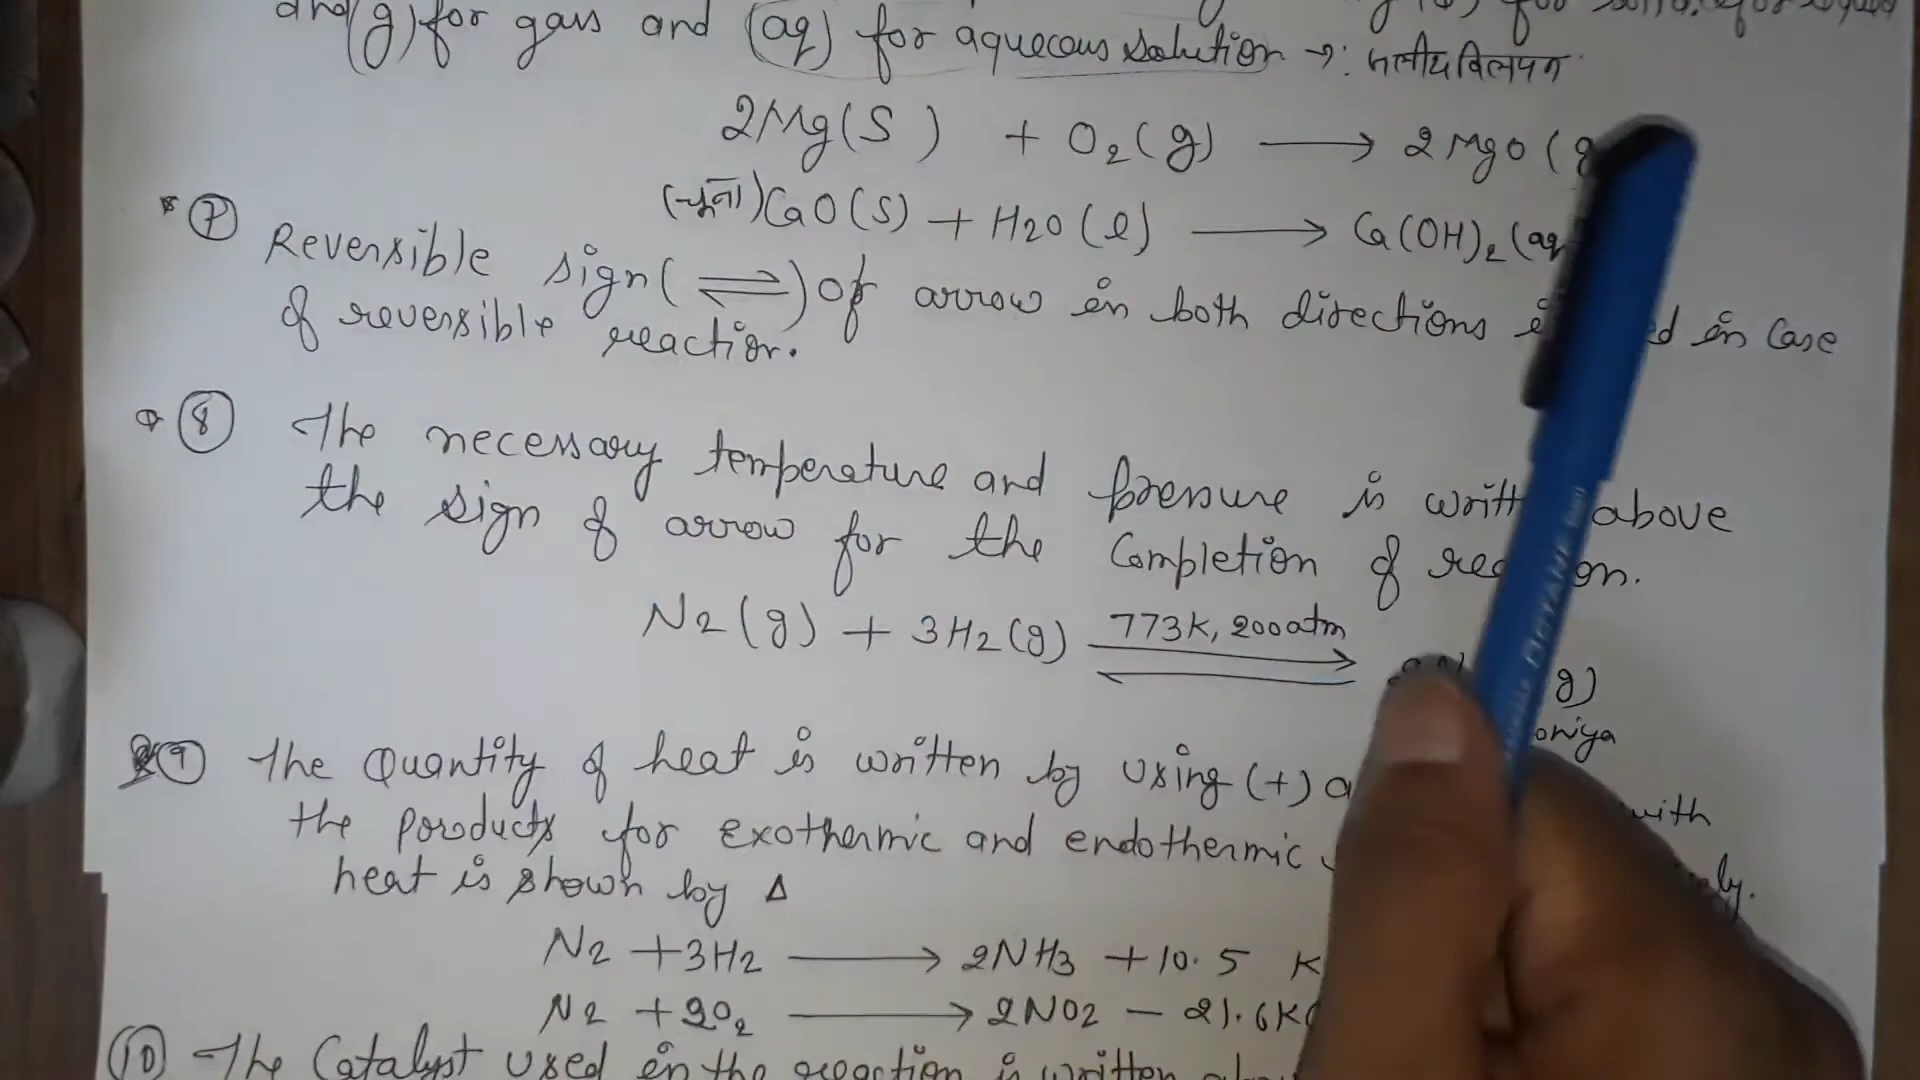 and (g) for gas and (aq) for aqueous solution → : जलीय विलयन
2Mg(S) + O2(g) ⟶ 2MgO (g
(चूना) CaO(S) + H2O(l) ⟶ Ca(OH)2 (aq
⑦ Reversible sign (⇌) of arrow in both directions in case
of reversible reaction.
⑧ The necessary temperature and pressure is writt above
the sign of arrow for the Completion of rea on.
N2(g) + 3H2(g) 773K, 200atm ⇌ g)
oniya
⑨ The Quantity of heat is written by using (+) a with
the products for exothermic and endothermic ly.
heat is shown by Δ
N2 + 3H2 ⟶ 2NH3 + 10.5 K
N2 + 2O2 ⟶ 2NO2 - 21.6K
⑩ The Catalyst used in the reaction is written